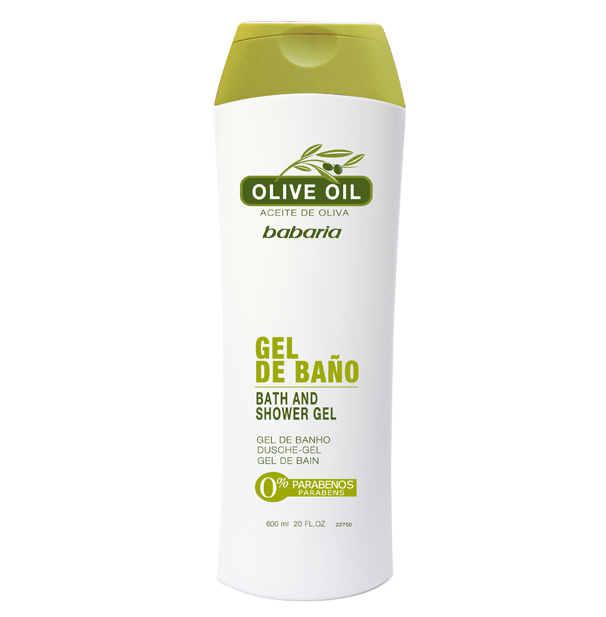 OLIVE OIL
ACEITE DE OLIVA
babaria
GEL
DE BAÑO
BATH AND
SHOWER GEL
GEL DE BANHO
DUSCHE-GEL
GEL DE BAIN
0% PARABENOS
PARABENS
600 ml 20 FL.OZ 22750